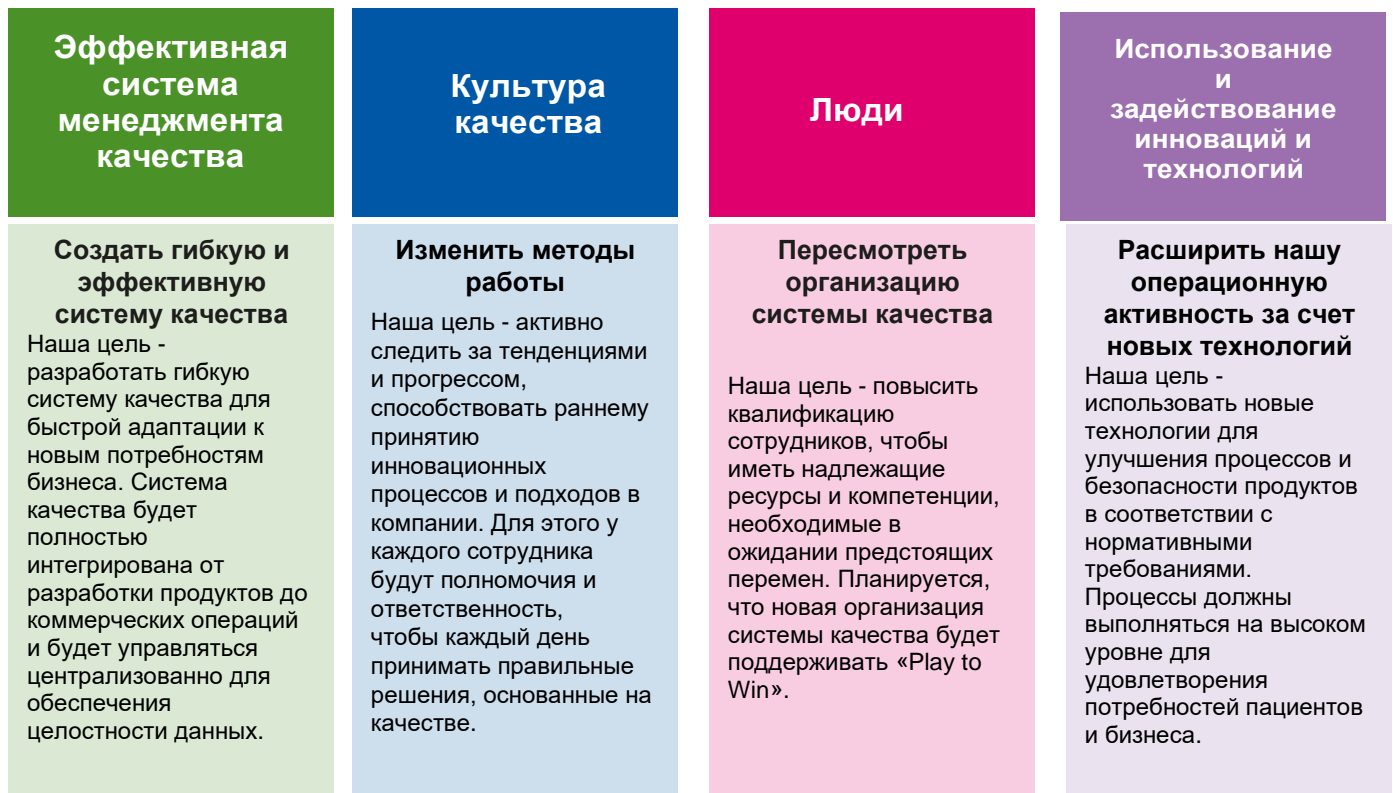 Эффективная
система
менеджмента
качества
Создать гибкую и
эффективную
систему качества
Наша цель -
разработать гибкую
систему качества для
быстрой адаптации к
новым потребностям
бизнеса. Система
качества будет
полностью
интегрирована от
разработки продуктов до
коммерческих операций
и будет управляться
централизованно для
обеспечения
целостности данных.
Культура
качества
Изменить методы
работы
Наша цель - активно
следить за тенденциями
и прогрессом,
способствовать раннему
принятию
инновационных
процессов и подходов в
компании. Для этого у
каждого сотрудника
будут полномочия и
ответственность,
чтобы каждый день
принимать правильные
решения, основанные на
качестве.
Люди
Пересмотреть
организацию
системы качества
Наша цель - повысить
квалификацию
сотрудников, чтобы
иметь надлежащие
ресурсы и компетенции,
необходимые в
ожидании предстоящих
перемен. Планируется,
что новая организация
системы качества будет
поддерживать «Play to
Win».
Использование
и
задействование
инноваций и
технологий
Расширить нашу
операционную
активность за счет
новых технологий
Наша цель -
использовать новые
технологии для
улучшения процессов и
безопасности продуктов
в соответствии с
нормативными
требованиями.
Процессы должны
выполняться на высоком
уровне для
удовлетворения
потребностей пациентов
и бизнеса.